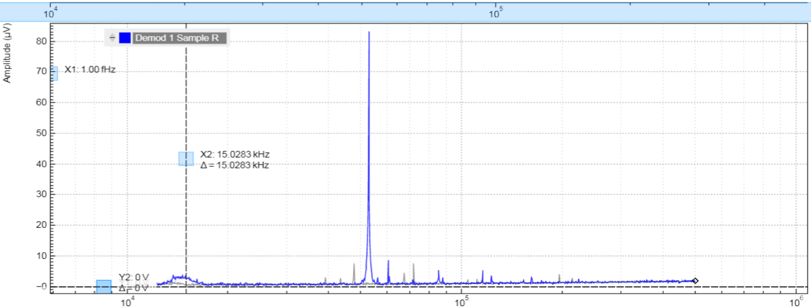 10^4 10^5
Amplitude (μV)
Demod 1 Sample R
80
X1: 1.00 fHz
70
60
50
X2: 15.0283 kHz
40
Δ = 15.0283 kHz
30
20
10
Y2: 0 V
-0
Δ = 0 V
10^4 10^5